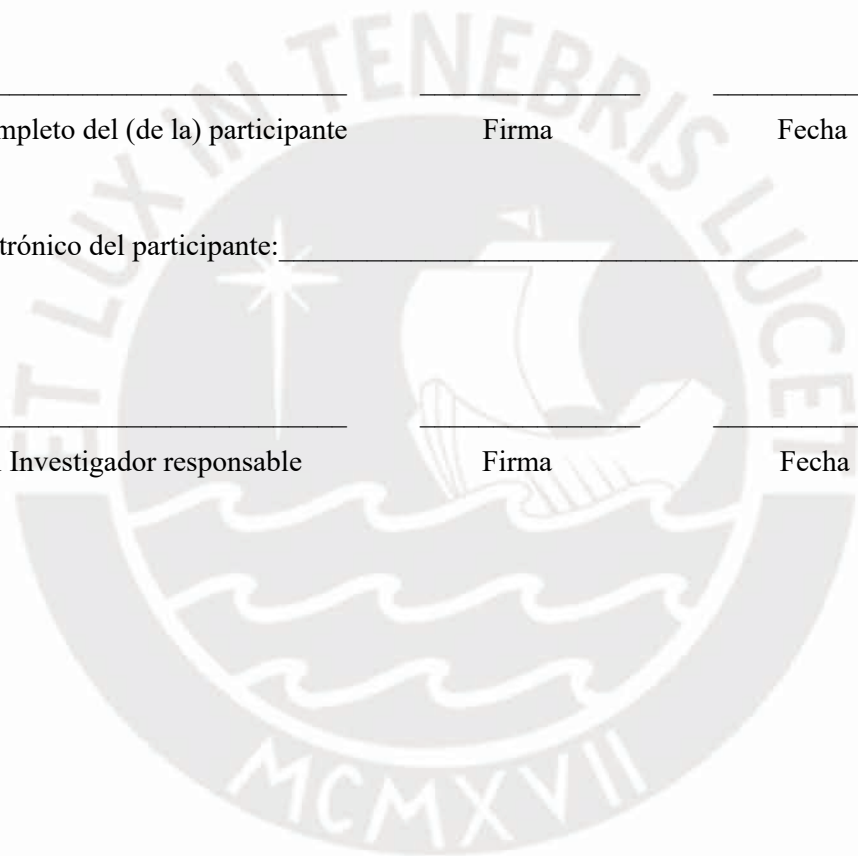 ET LUX IN TENEBRIS LUCET
mpleto del (de la) participante Firma Fecha
trónico del participante:
Investigador responsable Firma Fecha
MCMXVII